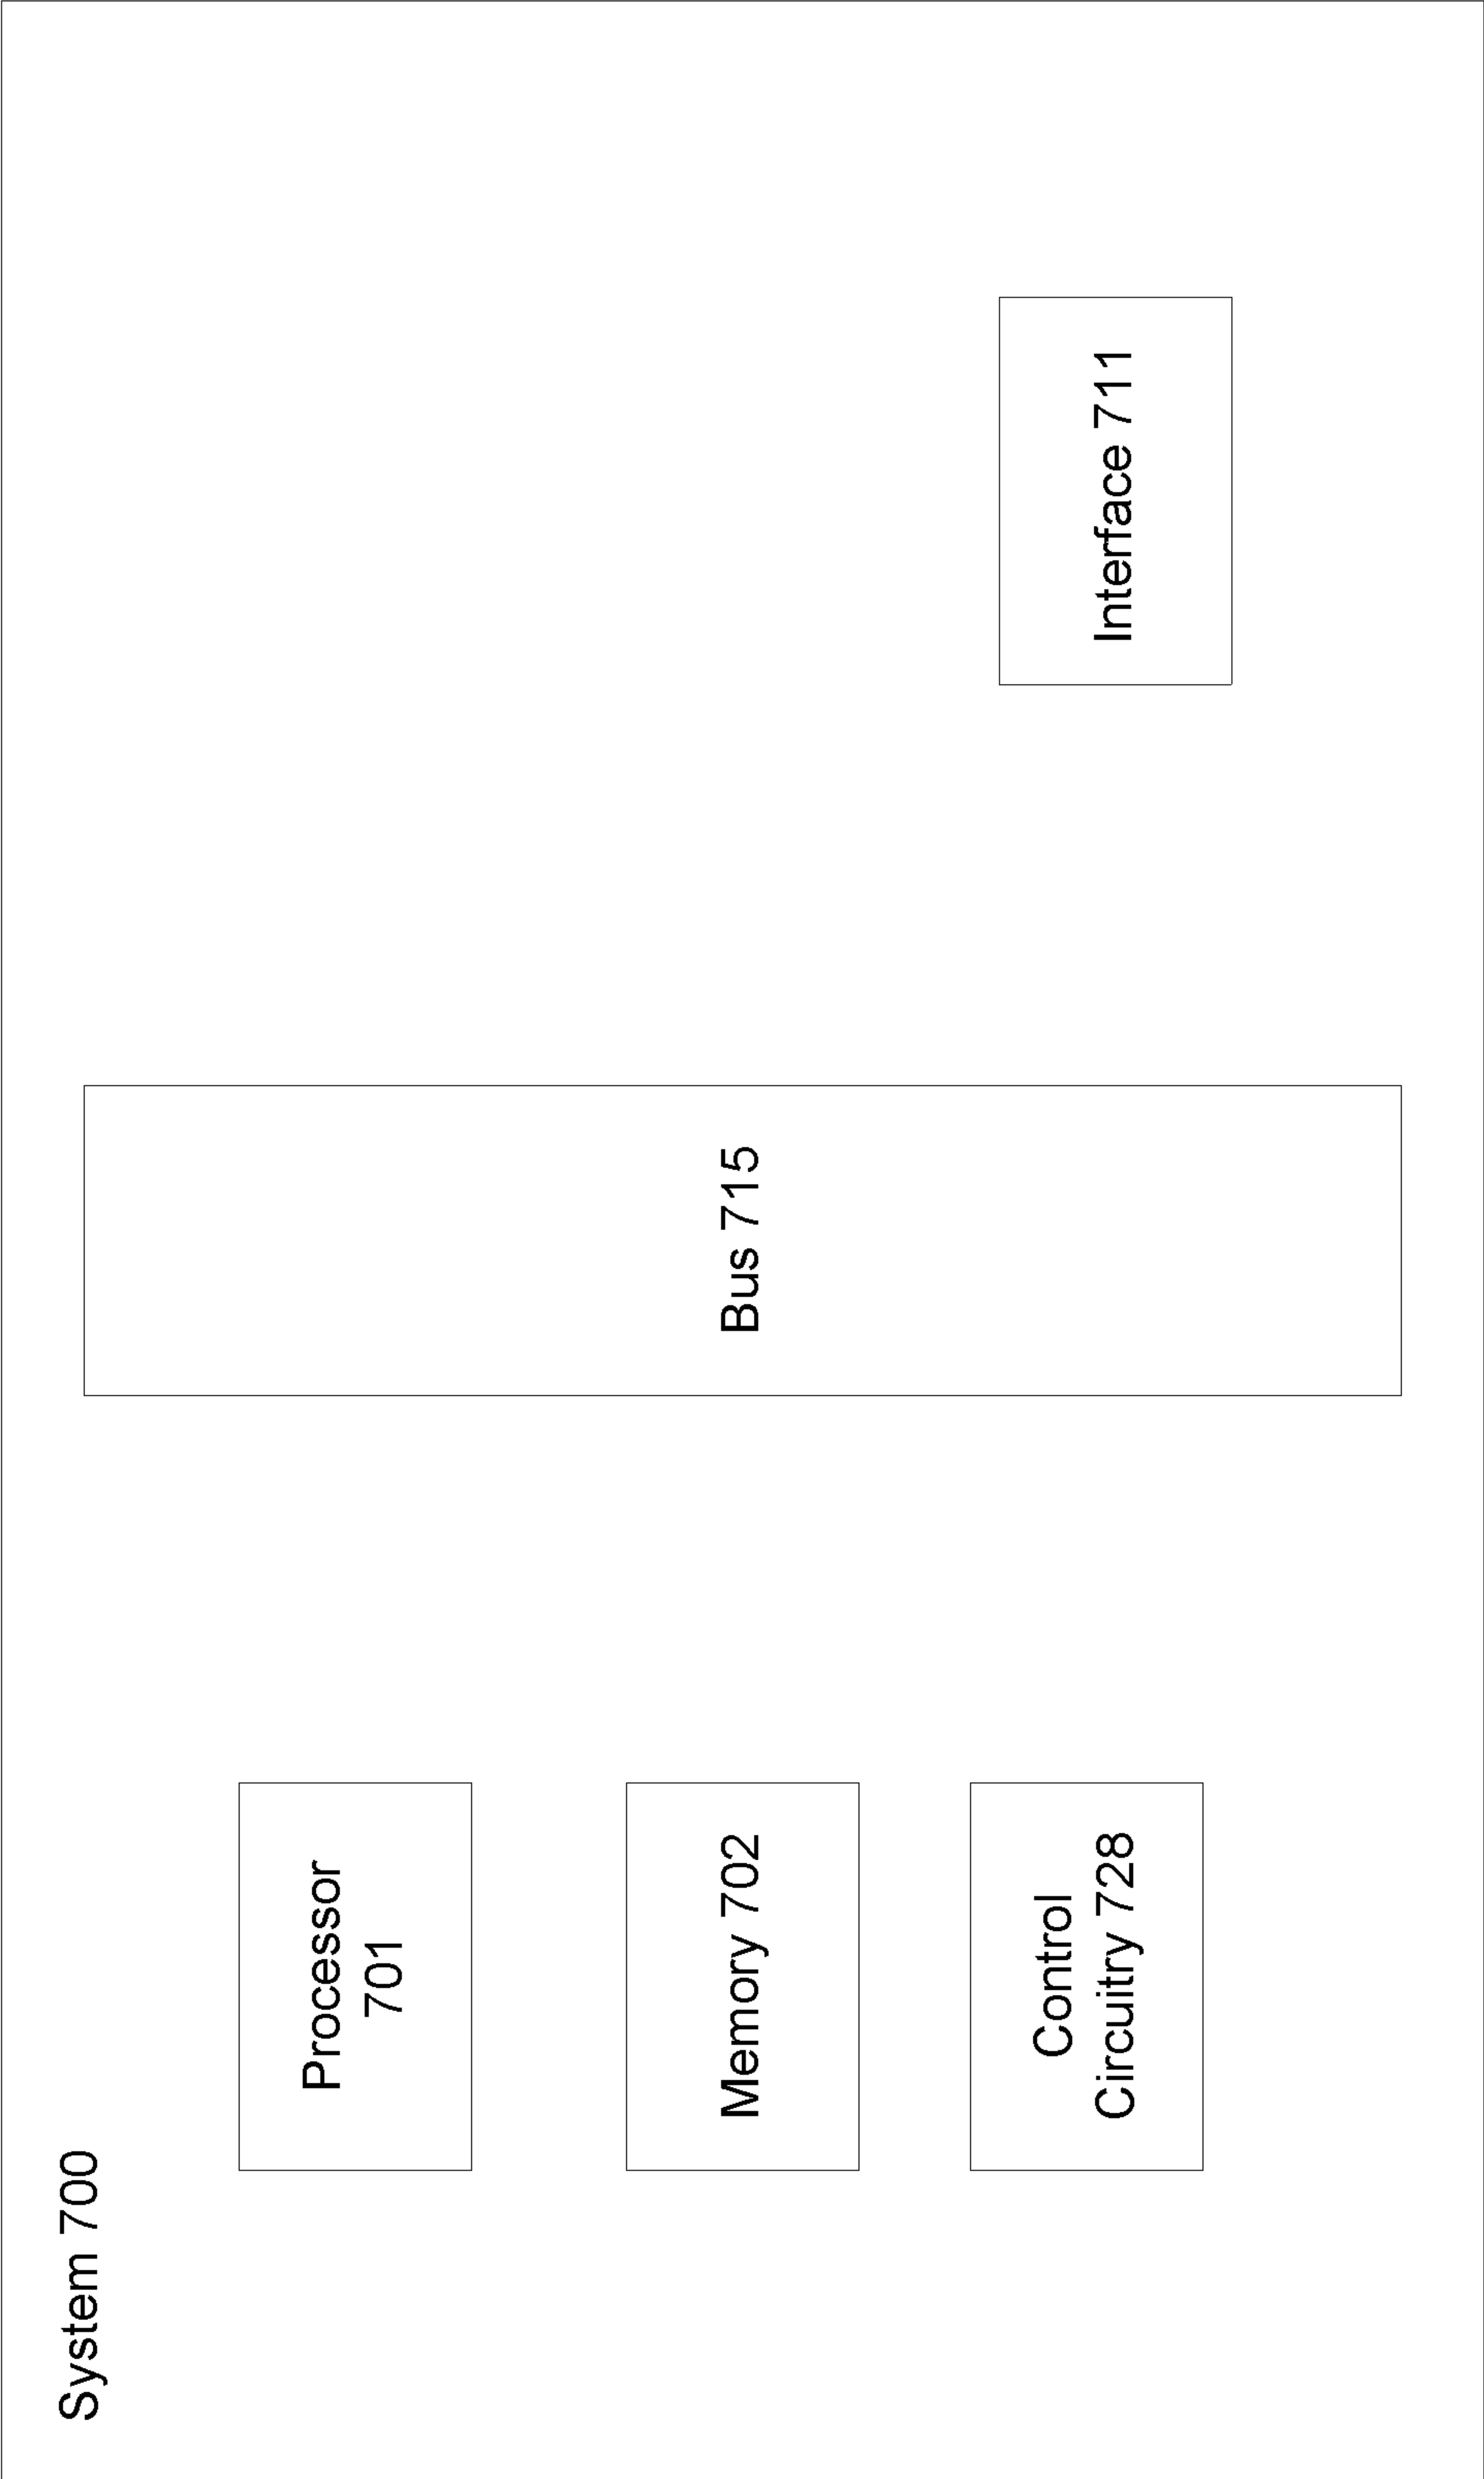 System 700
Processor
701
Memory 702
Control
Circuitry 728
Bus 715
Interface 711